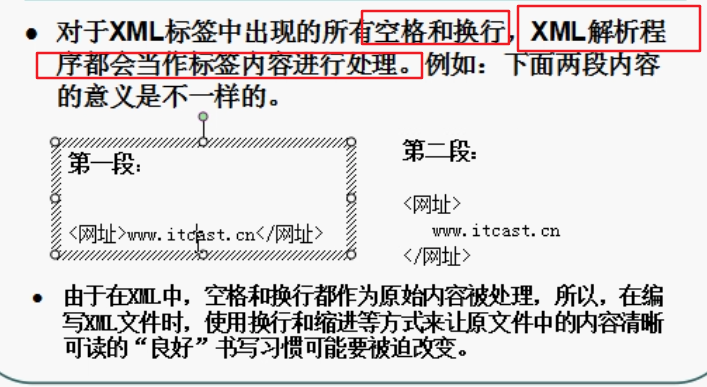 ● 对于XML标签中出现的所有空格和换行，XML解析程
序都会当作标签内容进行处理。例如：下面两段内容
的意义是不一样的。
第一段：
<网址>www.itcast.cn</网址>
第二段：
<网址>
www.itcast.cn
</网址>
● 由于在XML中，空格和换行都作为原始内容被处理，所以，在编
写XML文件时，使用换行和缩进等方式来让原文件中的内容清晰
可读的“良好”书写习惯可能要被迫改变。